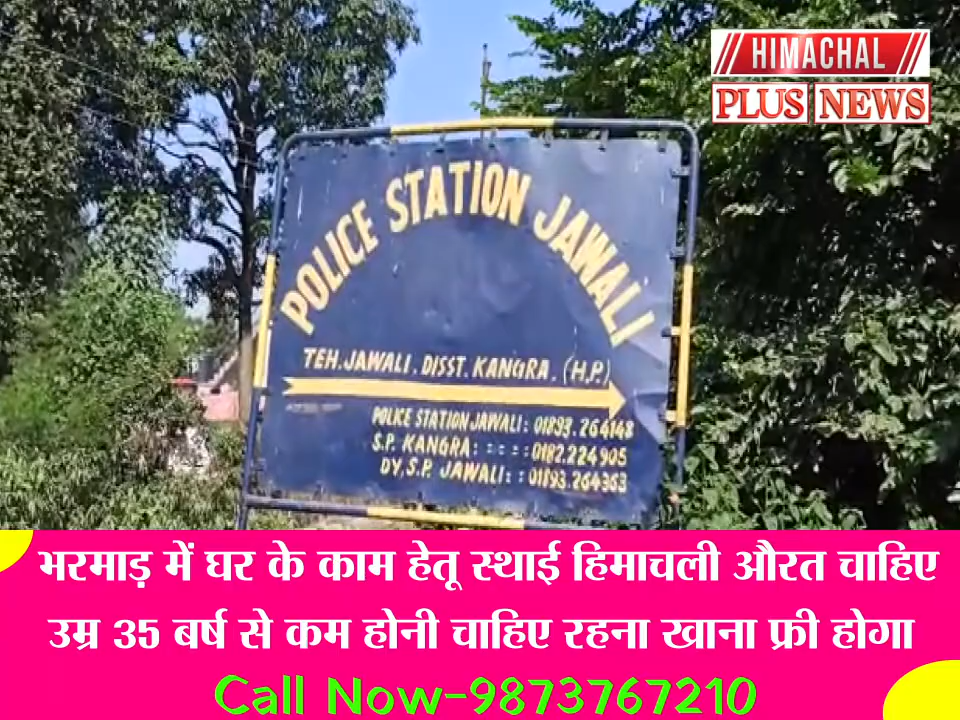 HIMACHAL
PLUS NEWS
POLICE STATION JAWALI
TEH. JAWALI. DISST. KANGRA. (H.P.)
POLICE STATION JAWALI: 01893.264148
S.P. KANGRA: : : : : 0182.224905
DY, S.P. JAWALI: : 01893.264363
भरमाड़ में घर के काम हेतू स्थाई हिमाचली औरत चाहिए
उम्र 35 बर्ष से कम होनी चाहिए रहना खाना फ्री होगा
Call Now-9873767210